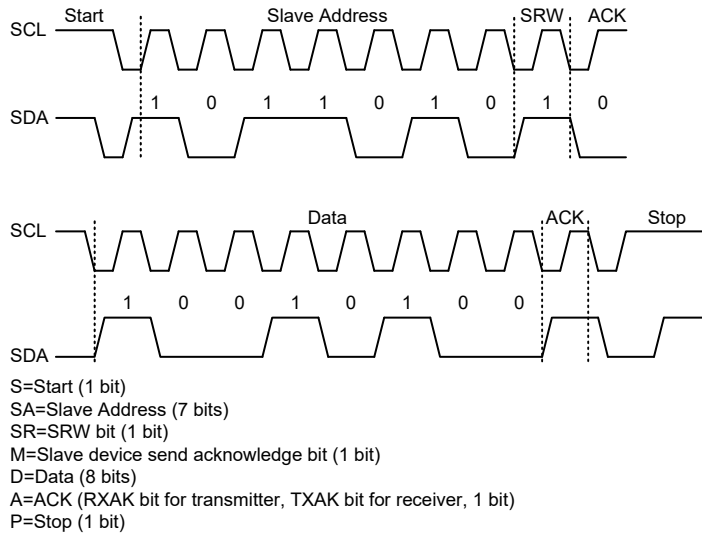 Start Slave Address SRW ACK
SCL
1 0 1 1 0 1 0 1 0
SDA
Data ACK Stop
SCL
1 0 0 1 0 1 0 0
SDA
S=Start (1 bit)
SA=Slave Address (7 bits)
SR=SRW bit (1 bit)
M=Slave device send acknowledge bit (1 bit)
D=Data (8 bits)
A=ACK (RXAK bit for transmitter, TXAK bit for receiver, 1 bit)
P=Stop (1 bit)